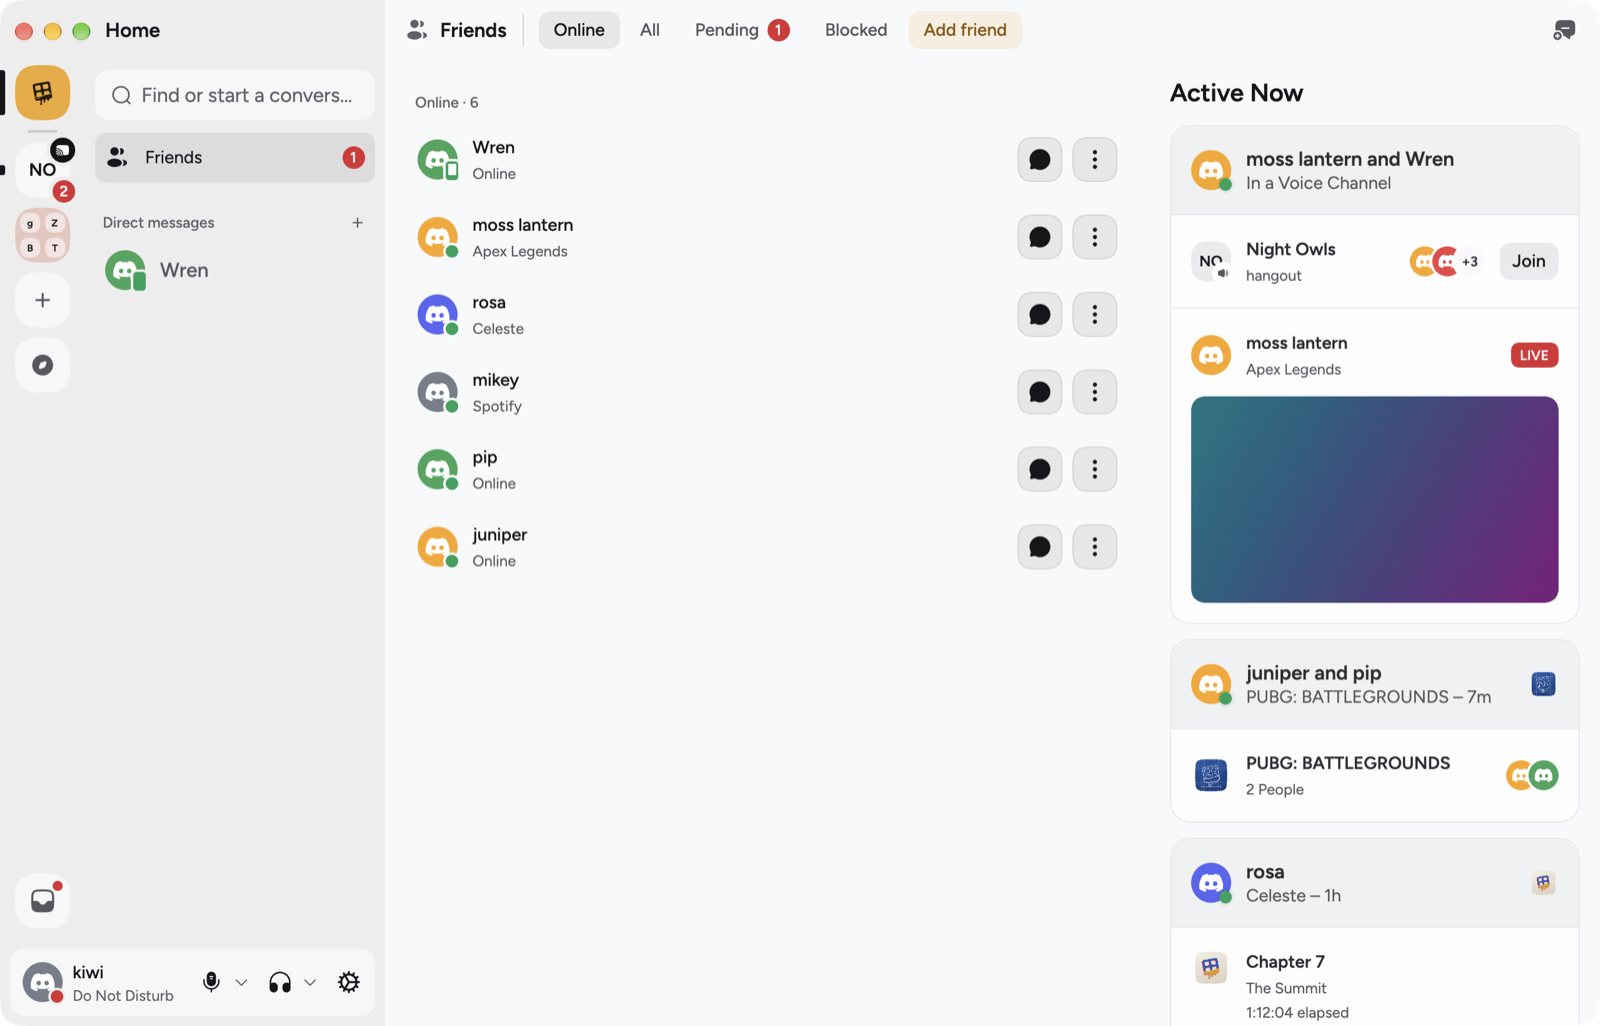 Home
Find or start a convers...
Friends
1
Direct messages
Wren
NO
2
g Z
B T
kiwi
Do Not Disturb
Friends
Online
All
Pending
1
Blocked
Add friend
Online · 6
Wren
Online
moss lantern
Apex Legends
rosa
Celeste
mikey
Spotify
pip
Online
juniper
Online
Active Now
moss lantern and Wren
In a Voice Channel
NO
Night Owls
hangout
+3
Join
moss lantern
Apex Legends
LIVE
juniper and pip
PUBG: BATTLEGROUNDS – 7m
PUBG: BATTLEGROUNDS
2 People
rosa
Celeste – 1h
Chapter 7
The Summit
1:12:04 elapsed